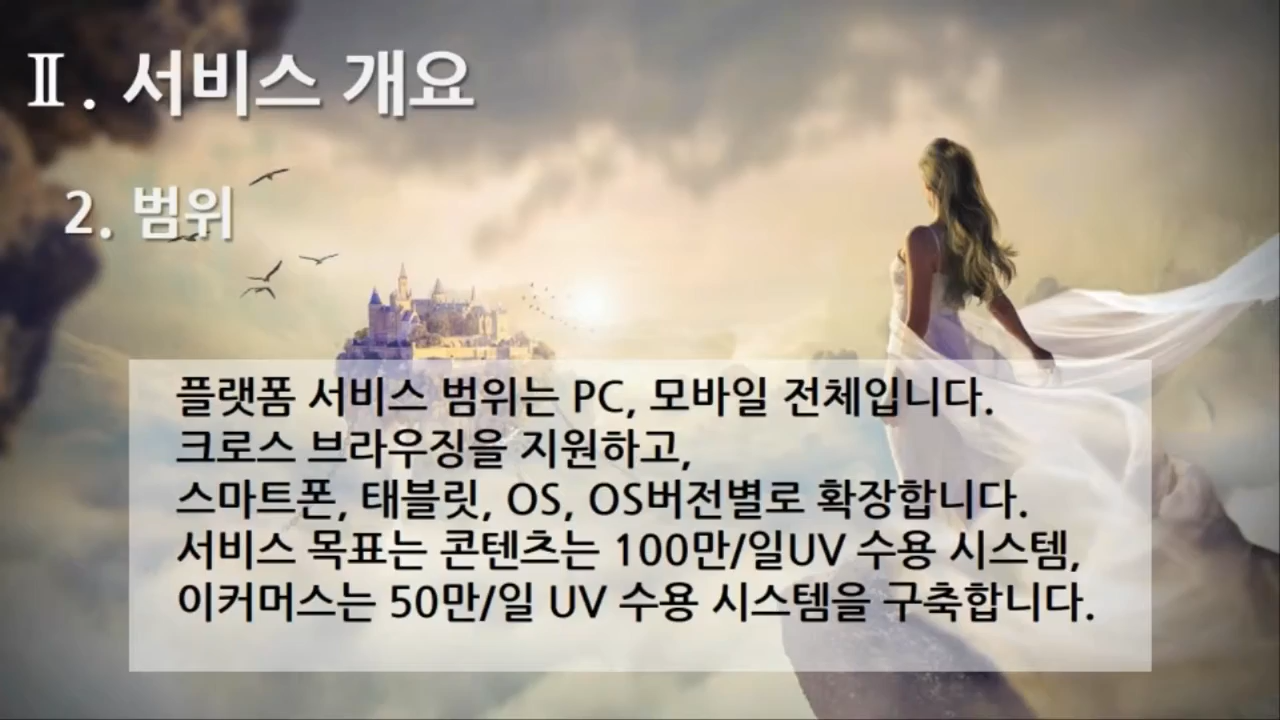 Ⅱ. 서비스 개요
2. 범위
플랫폼 서비스 범위는 PC, 모바일 전체입니다.
크로스 브라우징을 지원하고,
스마트폰, 태블릿, OS, OS버전별로 확장합니다.
서비스 목표는 콘텐츠는 100만/일UV 수용 시스템,
이커머스는 50만/일 UV 수용 시스템을 구축합니다.